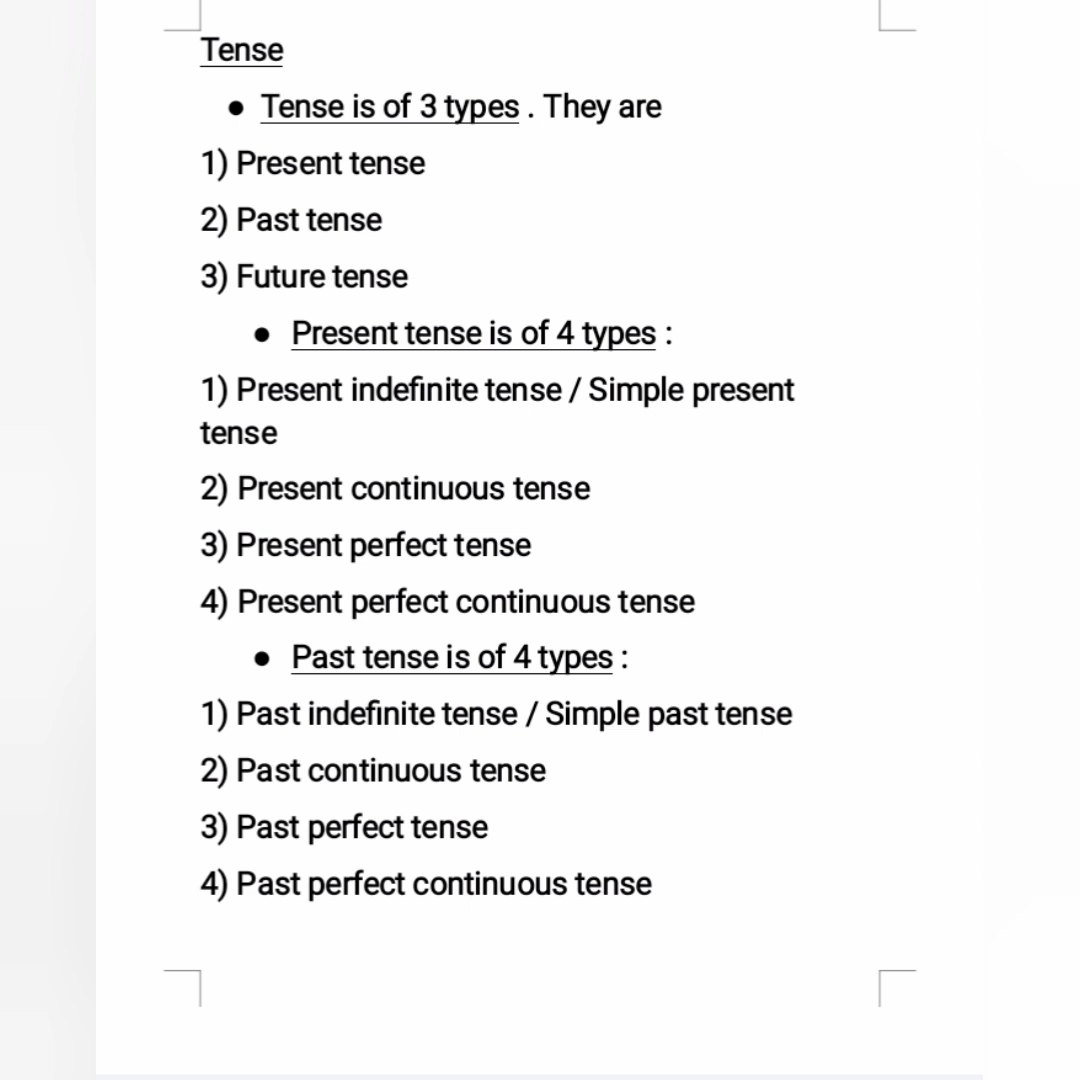 Tense
● Tense is of 3 types . They are
1) Present tense
2) Past tense
3) Future tense
● Present tense is of 4 types :
1) Present indefinite tense / Simple present
tense
2) Present continuous tense
3) Present perfect tense
4) Present perfect continuous tense
● Past tense is of 4 types :
1) Past indefinite tense / Simple past tense
2) Past continuous tense
3) Past perfect tense
4) Past perfect continuous tense